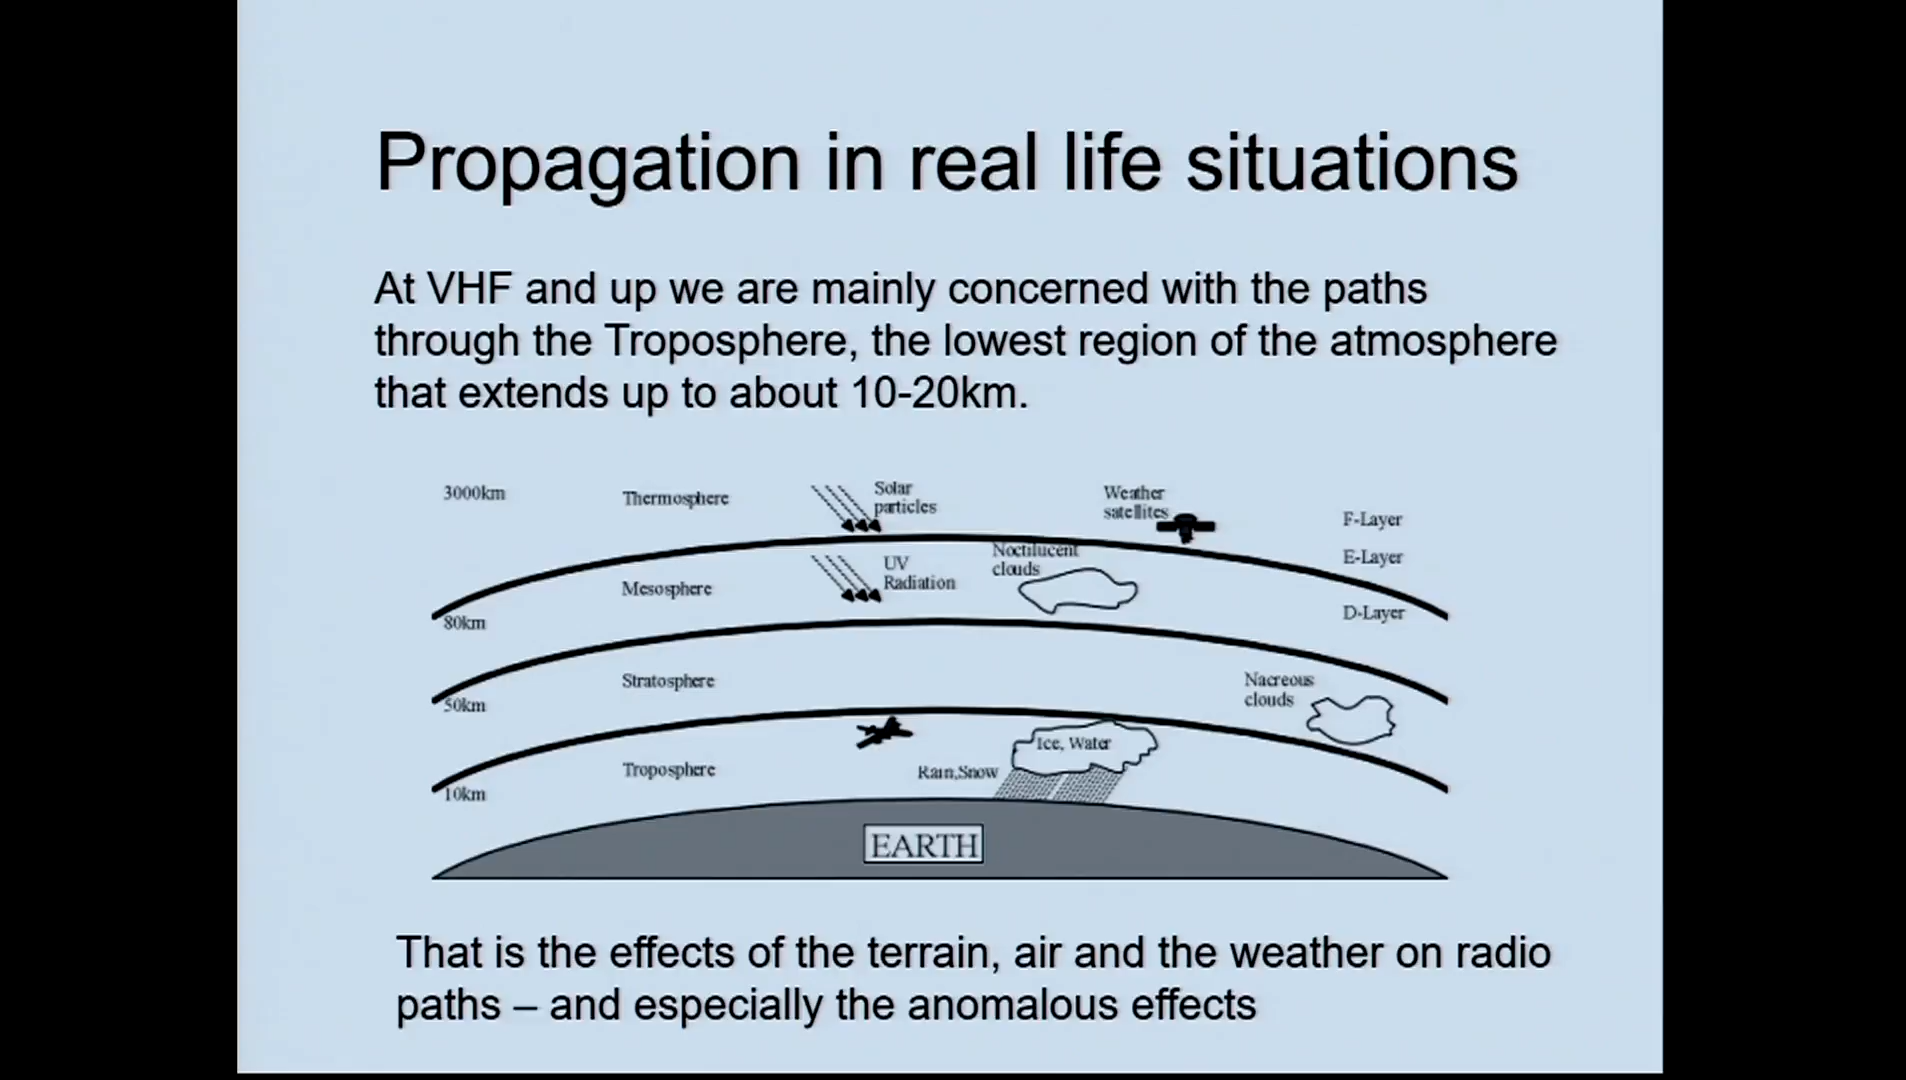 Propagation in real life situations
At VHF and up we are mainly concerned with the paths
through the Troposphere, the lowest region of the atmosphere
that extends up to about 10-20km.
3000km
Thermosphere
Solar
particles
Weather
satellites
F-Layer
E-Layer
Noctilucent
clouds
UV
Radiation
Mesosphere
D-Layer
80km
Stratosphere
Nacreous
clouds
50km
Ice, Water
Troposphere
Rain,Snow
10km
EARTH
That is the effects of the terrain, air and the weather on radio
paths – and especially the anomalous effects